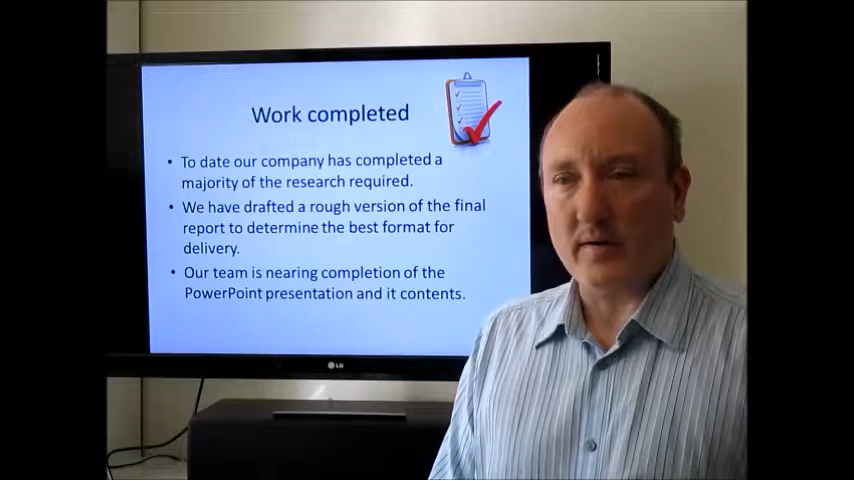 Work completed
• To date our company has completed a
majority of the research required.
• We have drafted a rough version of the final
report to determine the best format for
delivery.
• Our team is nearing completion of the
PowerPoint presentation and it contents.
LG